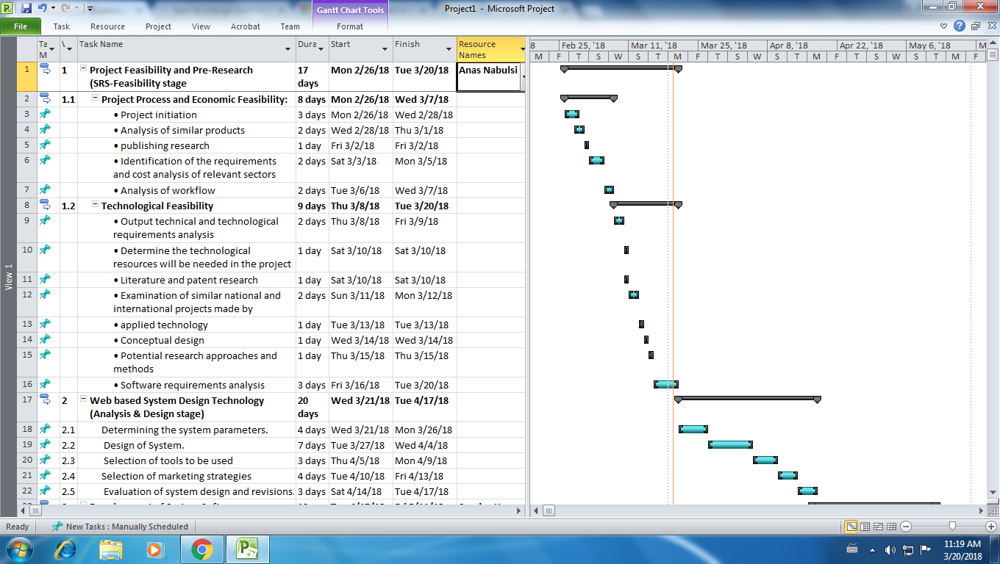 Gantt Chart Tools
Project1 - Microsoft Project
File Task Resource Project View Acrobat Team Format
Ta M Task Name Dura Start Finish Resource Names
8 Feb 25, '18 Mar 11, '18 Mar 25, '18 Apr 8, '18 Apr 22, '18 May 6, '18 M
M F T S W M F T S W M F T S W M F T S W M F
1 1 Project Feasibility and Pre-Research 17 Mon 2/26/18 Tue 3/20/18 Anas Nabulsi
(SRS-Feasibility stage days
2 1.1 Project Process and Economic Feasibility: 8 days Mon 2/26/18 Wed 3/7/18
3 • Project initiation 3 days Mon 2/26/18 Wed 2/28/18
4 • Analysis of similar products 2 days Wed 2/28/18 Thu 3/1/18
5 • publishing research 1 day Fri 3/2/18 Fri 3/2/18
6 • Identification of the requirements 2 days Sat 3/3/18 Mon 3/5/18
and cost analysis of relevant sectors
7 • Analysis of workflow 2 days Tue 3/6/18 Wed 3/7/18
8 1.2 Technological Feasibility 9 days Thu 3/8/18 Tue 3/20/18
9 • Output technical and technological 2 days Thu 3/8/18 Fri 3/9/18
requirements analysis
10 • Determine the technological 1 day Sat 3/10/18 Sat 3/10/18
resources will be needed in the project
11 • Literature and patent research 1 day Sat 3/10/18 Sat 3/10/18
12 • Examination of similar national and 2 days Sun 3/11/18 Mon 3/12/18
international projects made by
13 • applied technology 1 day Tue 3/13/18 Tue 3/13/18
14 • Conceptual design 1 day Wed 3/14/18 Wed 3/14/18
15 • Potential research approaches and 1 day Thu 3/15/18 Thu 3/15/18
methods
16 • Software requirements analysis 3 days Fri 3/16/18 Tue 3/20/18
17 2 Web based System Design Technology 20 Wed 3/21/18 Tue 4/17/18
(Analysis & Design stage) days
18 2.1 Determining the system parameters. 4 days Wed 3/21/18 Mon 3/26/18
19 2.2 Design of System. 7 days Tue 3/27/18 Wed 4/4/18
20 2.3 Selection of tools to be used 3 days Thu 4/5/18 Mon 4/9/18
21 2.4 Selection of marketing strategies 4 days Tue 4/10/18 Fri 4/13/18
22 2.5 Evaluation of system design and revisions. 3 days Sat 4/14/18 Tue 4/17/18
View 1
Ready New Tasks : Manually Scheduled
11:19 AM
3/20/2018